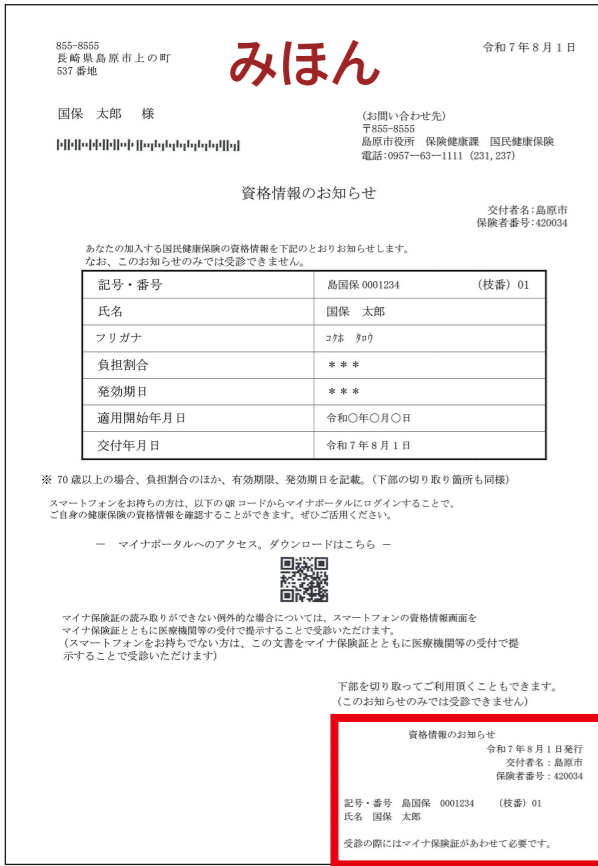 855-8555
長崎県島原市上の町
537 番地
みほん
令和 7 年 8 月 1 日
国保　太郎　様
(お問い合わせ先)
〒855-8555
島原市役所　保険健康課　国民健康保険
電話:0957ー63ー1111 (231, 237)
資格情報のお知らせ
交付者名:島原市
保険者番号:420034
あなたの加入する国民健康保険の資格情報を下記のとおりお知らせします。
なお、このお知らせのみでは受診できません。
記号・番号　島国保 0001234　(枝番) 01
氏名　国保　太郎
フリガナ　ｺｸﾎ ﾀﾛｳ
負担割合　＊＊＊
発効期日　＊＊＊
適用開始年月日　令和〇年〇月〇日
交付年月日　令和 7 年 8 月 1 日
※ 70 歳以上の場合、負担割合のほか、有効期限、発効期日を記載。(下部の切り取り箇所も同様)
スマートフォンをお持ちの方は、以下の QR コードからマイナポータルにログインすることで、
ご自身の健康保険の資格情報を確認することができます。ぜひご活用ください。
－　マイナポータルへのアクセス。ダウンロードはこちら －
マイナ保険証の読み取りができない例外的な場合については、スマートフォンの資格情報画面を
マイナ保険証とともに医療機関等の受付で提示することで受診いただけます。
(スマートフォンをお持ちでない方は、この文書をマイナ保険証とともに医療機関等の受付で提
示することで受診いただけます)
下部を切り取ってご利用頂くこともできます。
(このお知らせのみでは受診できません)
資格情報のお知らせ
令和 7 年 8 月 1 日発行
交付者名：島原市
保険者番号：420034
記号・番号　島国保　0001234　(枝番) 01
氏名　国保　太郎
受診の際にはマイナ保険証があわせて必要です。